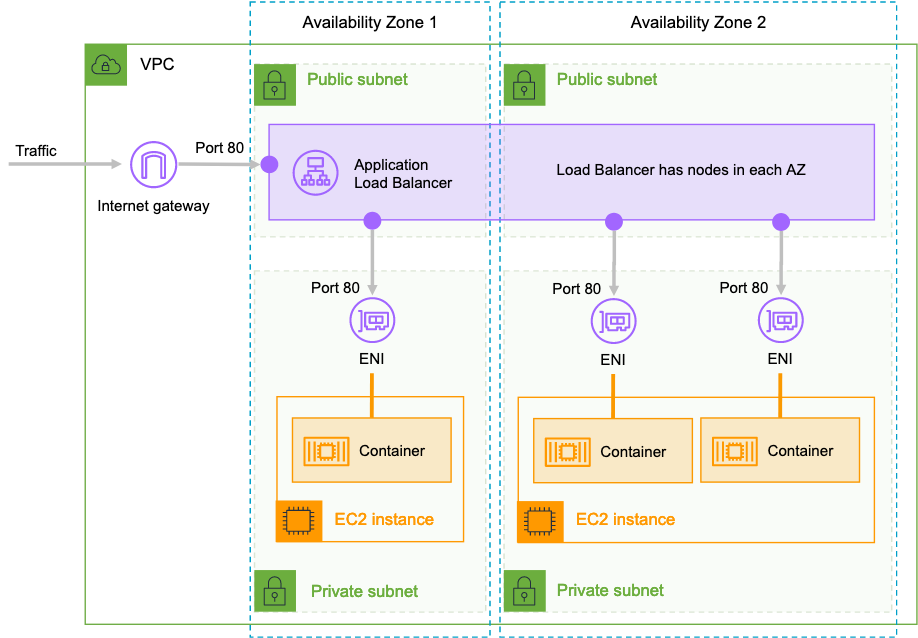 Availability Zone 1
Availability Zone 2
VPC
Public subnet
Public subnet
Traffic
Port 80
Internet gateway
Application
Load Balancer
Load Balancer has nodes in each AZ
Port 80
Port 80
Port 80
ENI
ENI
ENI
Container
Container
Container
EC2 instance
EC2 instance
Private subnet
Private subnet